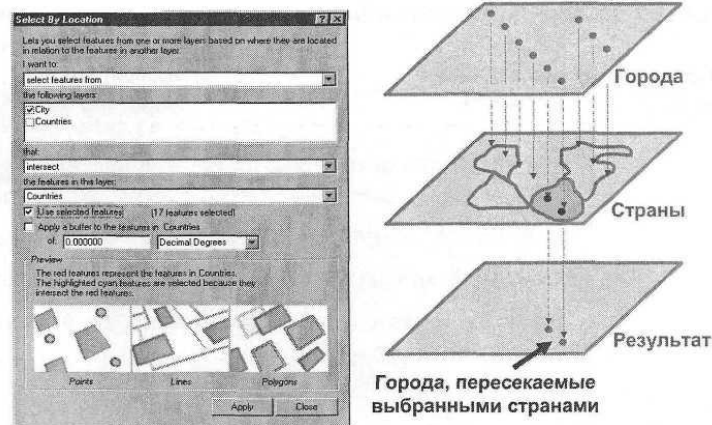 Select By Location
Lets you select features from one or more layers based on where they are located
in relation to the features in another layer.
I want to:
select features from
the following layers:
City
Countries
that:
intersect
the features in this layer:
Countries
Use selected features (17 features selected)
Apply a buffer to the features in Countries
of: 0.000000 Decimal Degrees
Preview
The red features represent the features in Countries.
The highlighted cyan features are selected because they
intersect the red features.
Points Lines Polygons
Apply Close
Города
Страны
Результат
Города, пересекаемые
выбранными странами